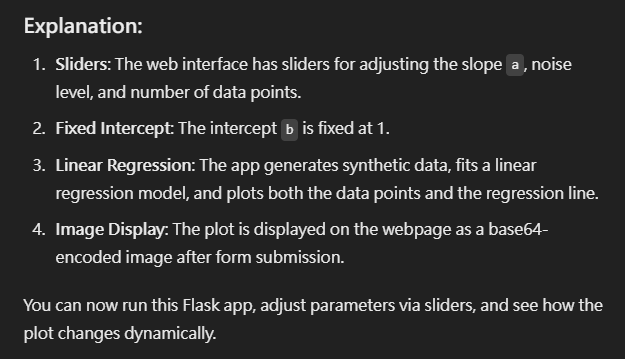 Explanation:
1. Sliders: The web interface has sliders for adjusting the slope a, noise
level, and number of data points.
2. Fixed Intercept: The intercept b is fixed at 1.
3. Linear Regression: The app generates synthetic data, fits a linear
regression model, and plots both the data points and the regression line.
4. Image Display: The plot is displayed on the webpage as a base64-
encoded image after form submission.
You can now run this Flask app, adjust parameters via sliders, and see how the
plot changes dynamically.